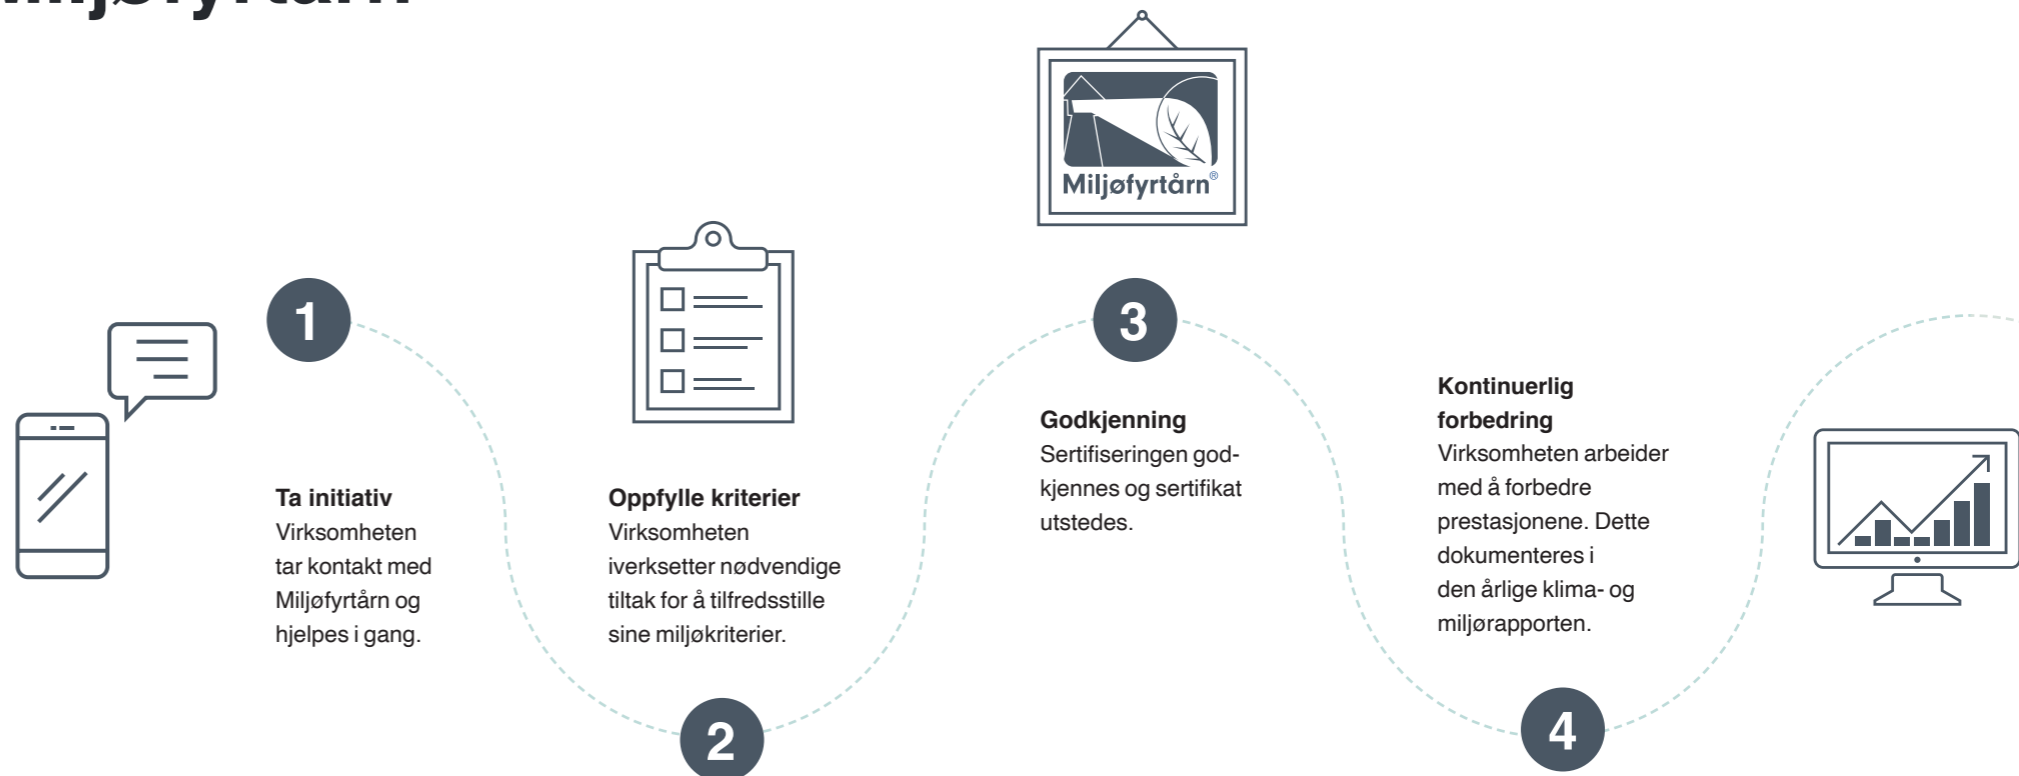 Miljøfyrtårn
1
Ta initiativ
Virksomheten
tar kontakt med
Miljøfyrtårn og
hjelpes i gang.
2
Oppfylle kriterier
Virksomheten
iverksetter nødvendige
tiltak for å tilfredsstille
sine miljøkriterier.
Miljøfyrtårn®
3
Godkjenning
Sertifiseringen god-
kjennes og sertifikat
utstedes.
4
Kontinuerlig
forbedring
Virksomheten arbeider
med å forbedre
prestasjonene. Dette
dokumenteres i
den årlige klima- og
miljørapporten.